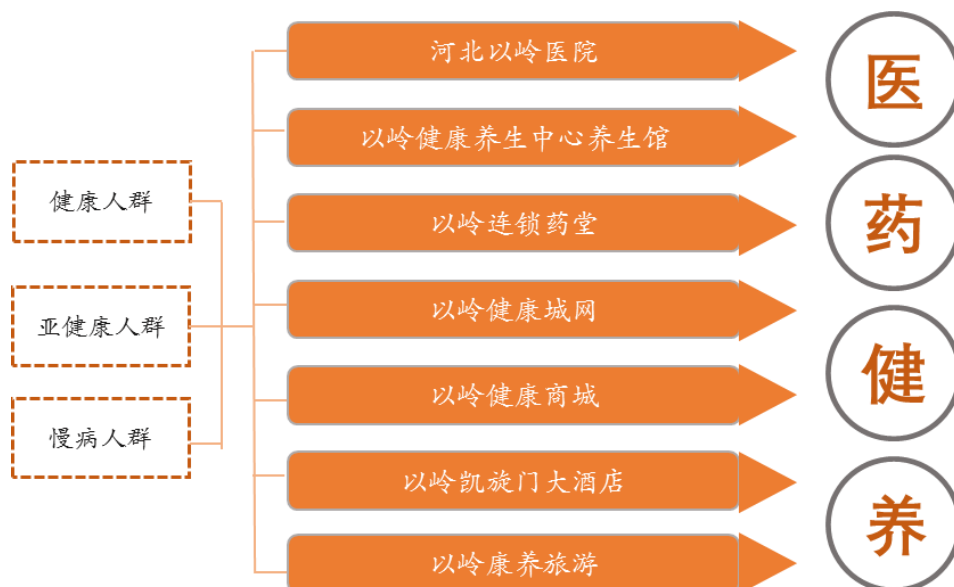 健康人群
亚健康人群
慢病人群
河北以岭医院
以岭健康养生中心养生馆
以岭连锁药堂
以岭健康城网
以岭健康商城
以岭凯旋门大酒店
以岭康养旅游
医
药
健
养